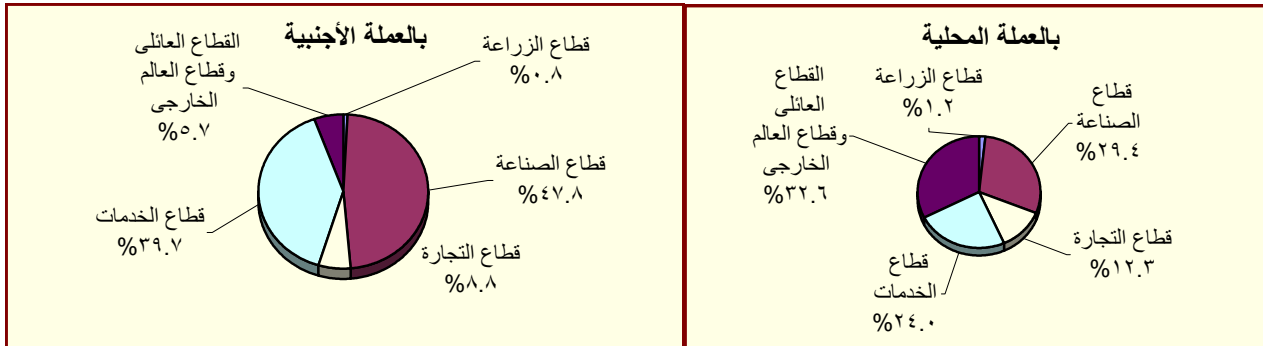 بالعملة المحلية
قطاع الزراعة
%١.٢
قطاع
الصناعة
%٢٩.٤
قطاع التجارة
%١٢.٣
قطاع
الخدمات
%٢٤.٠
القطاع
العائلى
وقطاع العالم
الخارجى
%٣٢.٦
بالعملة الأجنبية
قطاع الزراعة
%٠.٨
قطاع الصناعة
%٤٧.٨
قطاع التجارة
%٨.٨
قطاع الخدمات
%٣٩.٧
القطاع العائلى
وقطاع العالم
الخارجى
%٥.٧